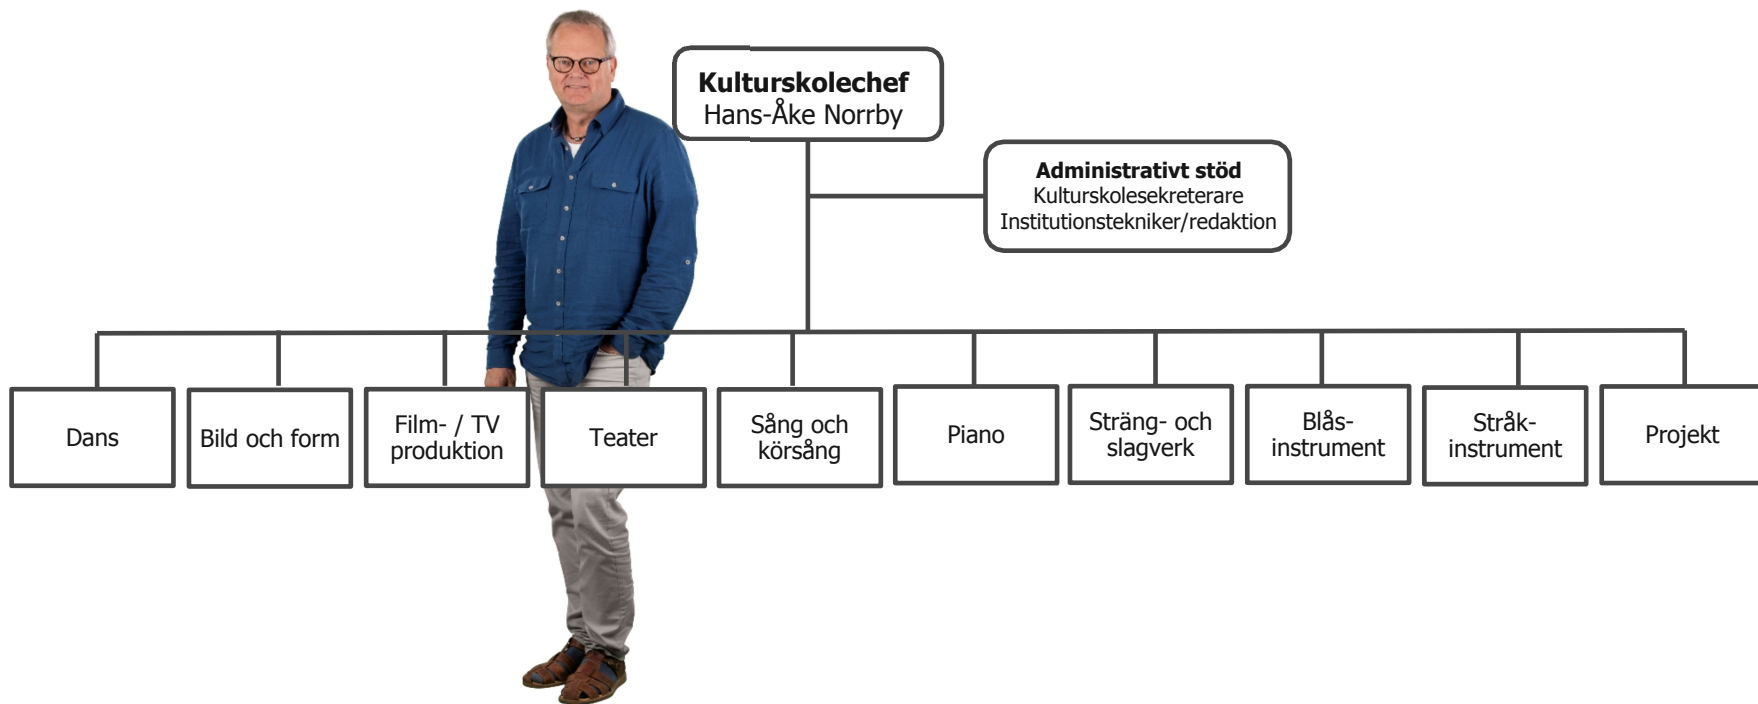 Kulturskolechef
Hans-Åke Norrby
Administrativt stöd
Kulturskolesekreterare
Institutionstekniker/redaktion
Dans
Bild och form
Film- / TV
produktion
Teater
Sång och
körsång
Piano
Sträng- och
slagverk
Blås-
instrument
Stråk-
instrument
Projekt